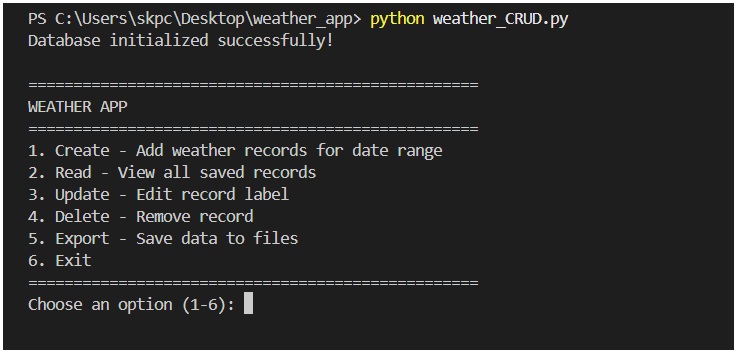 PS C:\Users\skpc\Desktop\weather_app> python weather_CRUD.py
Database initialized successfully!
==================================================
WEATHER APP
==================================================
1. Create - Add weather records for date range
2. Read - View all saved records
3. Update - Edit record label
4. Delete - Remove record
5. Export - Save data to files
6. Exit
==================================================
Choose an option (1-6):